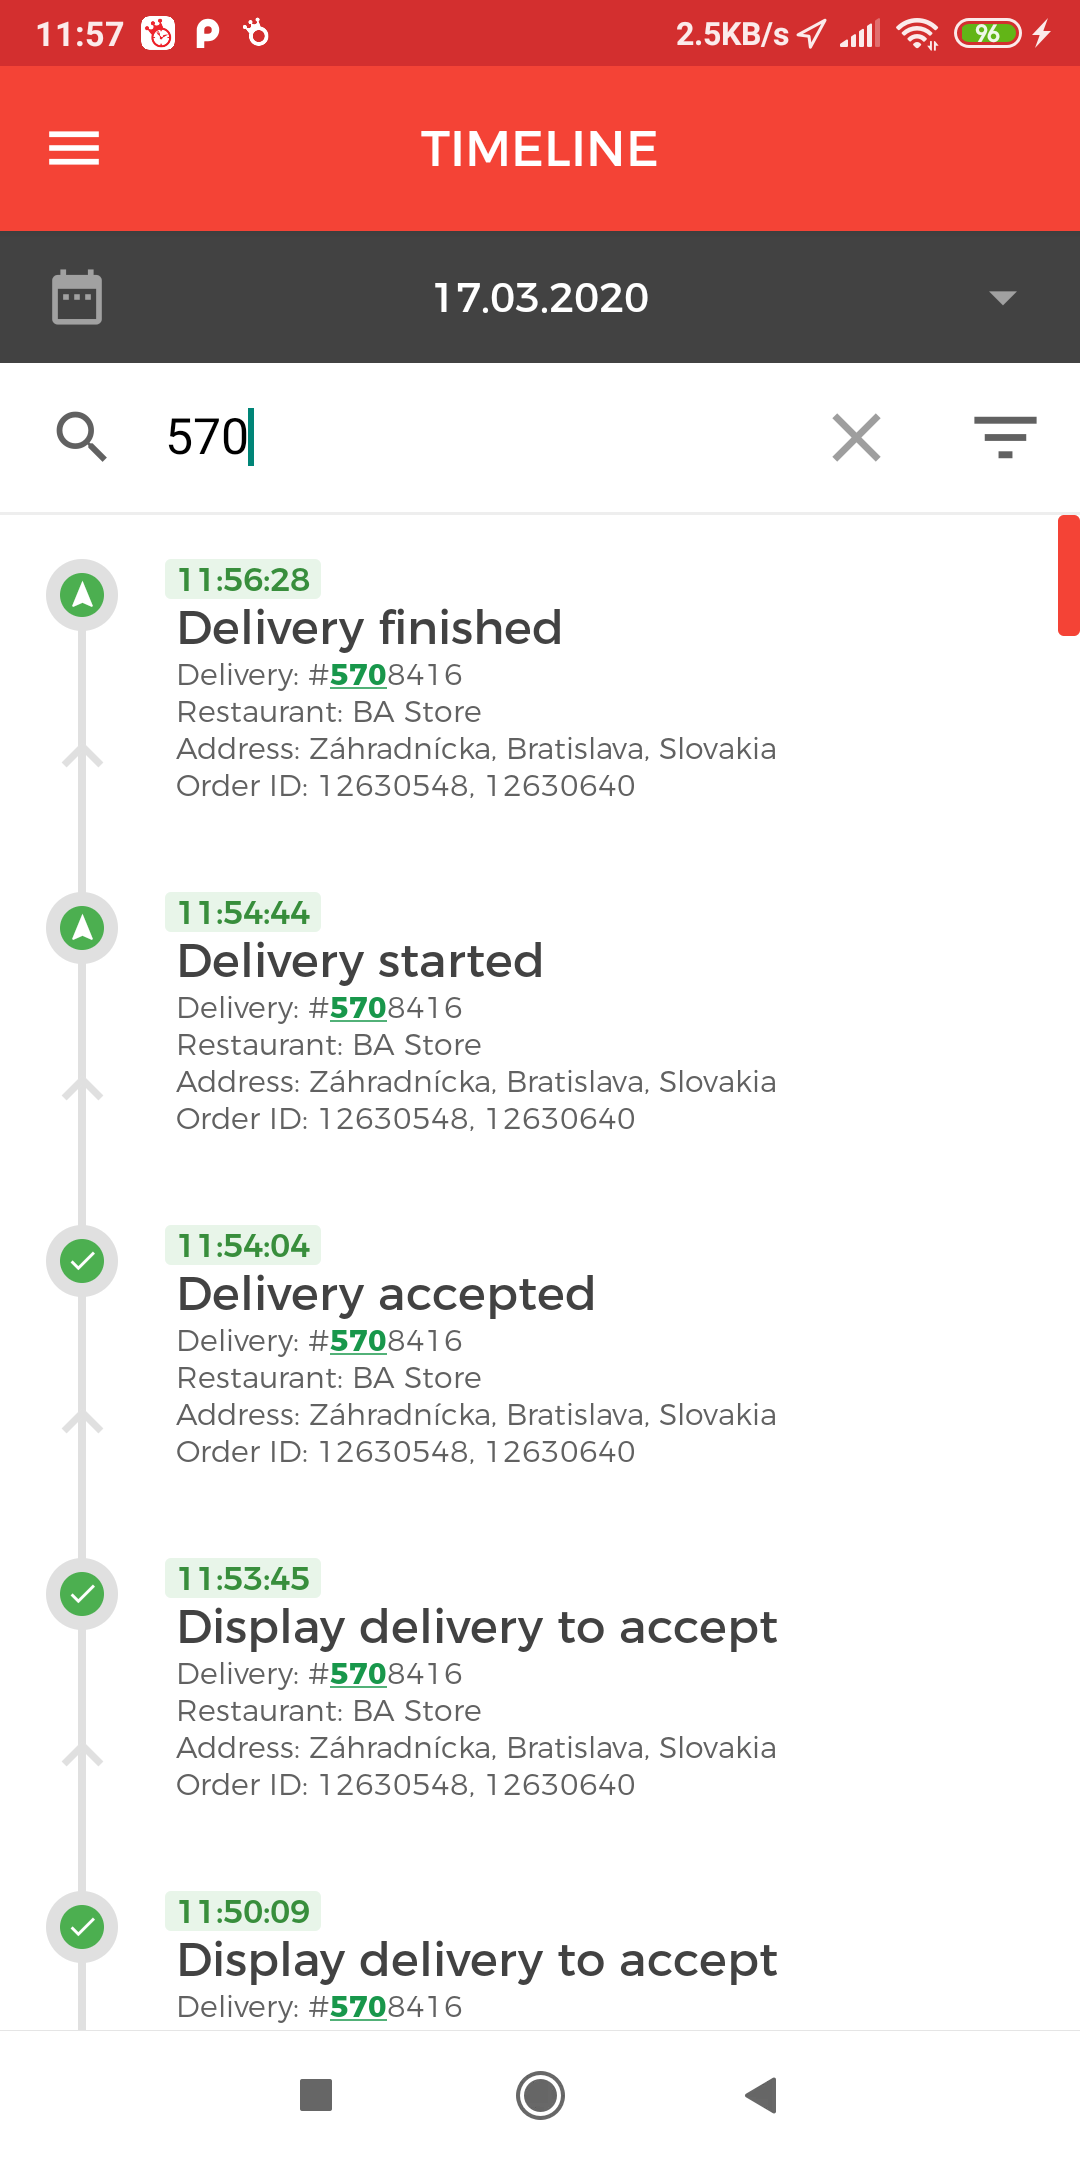 11:57
2.5KB/s
96
TIMELINE
17.03.2020
570
11:56:28
Delivery finished
Delivery: #5708416
Restaurant: BA Store
Address: Záhradnícka, Bratislava, Slovakia
Order ID: 12630548, 12630640
11:54:44
Delivery started
Delivery: #5708416
Restaurant: BA Store
Address: Záhradnícka, Bratislava, Slovakia
Order ID: 12630548, 12630640
11:54:04
Delivery accepted
Delivery: #5708416
Restaurant: BA Store
Address: Záhradnícka, Bratislava, Slovakia
Order ID: 12630548, 12630640
11:53:45
Display delivery to accept
Delivery: #5708416
Restaurant: BA Store
Address: Záhradnícka, Bratislava, Slovakia
Order ID: 12630548, 12630640
11:50:09
Display delivery to accept
Delivery: #5708416